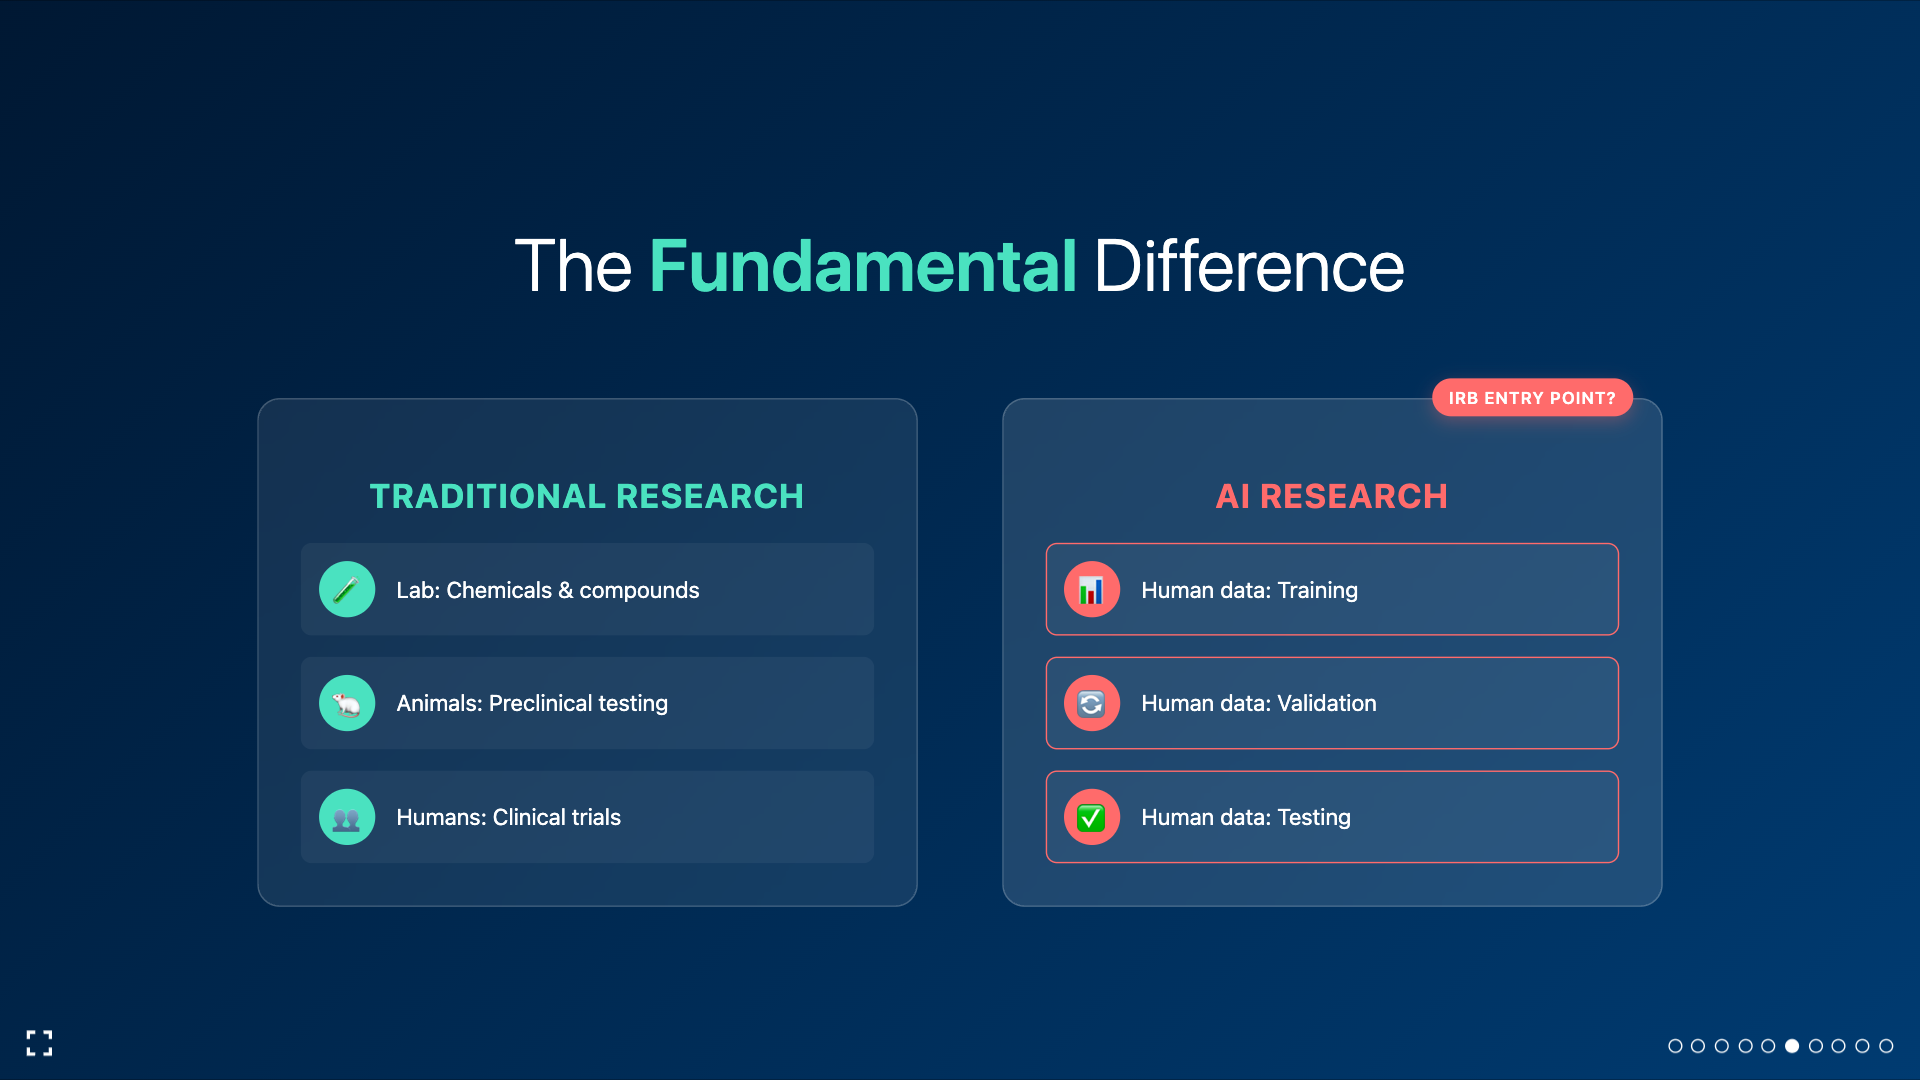 The Fundamental Difference
TRADITIONAL RESEARCH
Lab: Chemicals & compounds
Animals: Preclinical testing
Humans: Clinical trials
IRB ENTRY POINT?
AI RESEARCH
Human data: Training
Human data: Validation
Human data: Testing